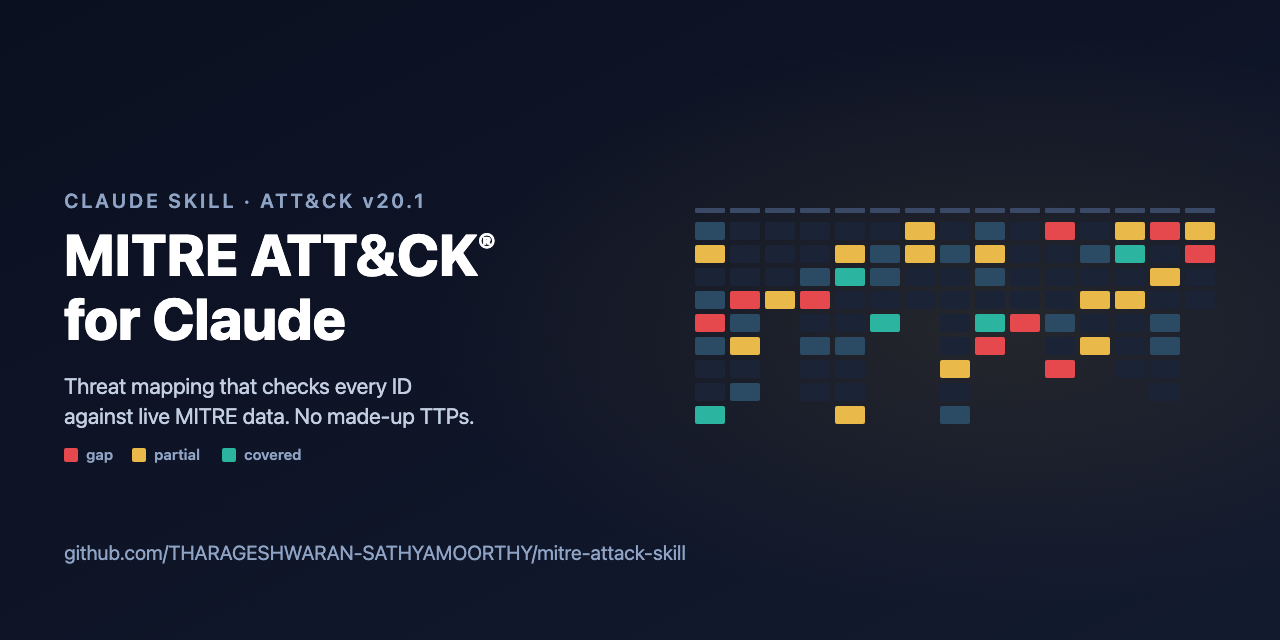 CLAUDE SKILL · ATT&CK v20.1
MITRE ATT&CK®
for Claude
Threat mapping that checks every ID
against live MITRE data. No made-up TTPs.
gap partial covered
github.com/THARAGESHWARAN-SATHYAMOORTHY/mitre-attack-skill